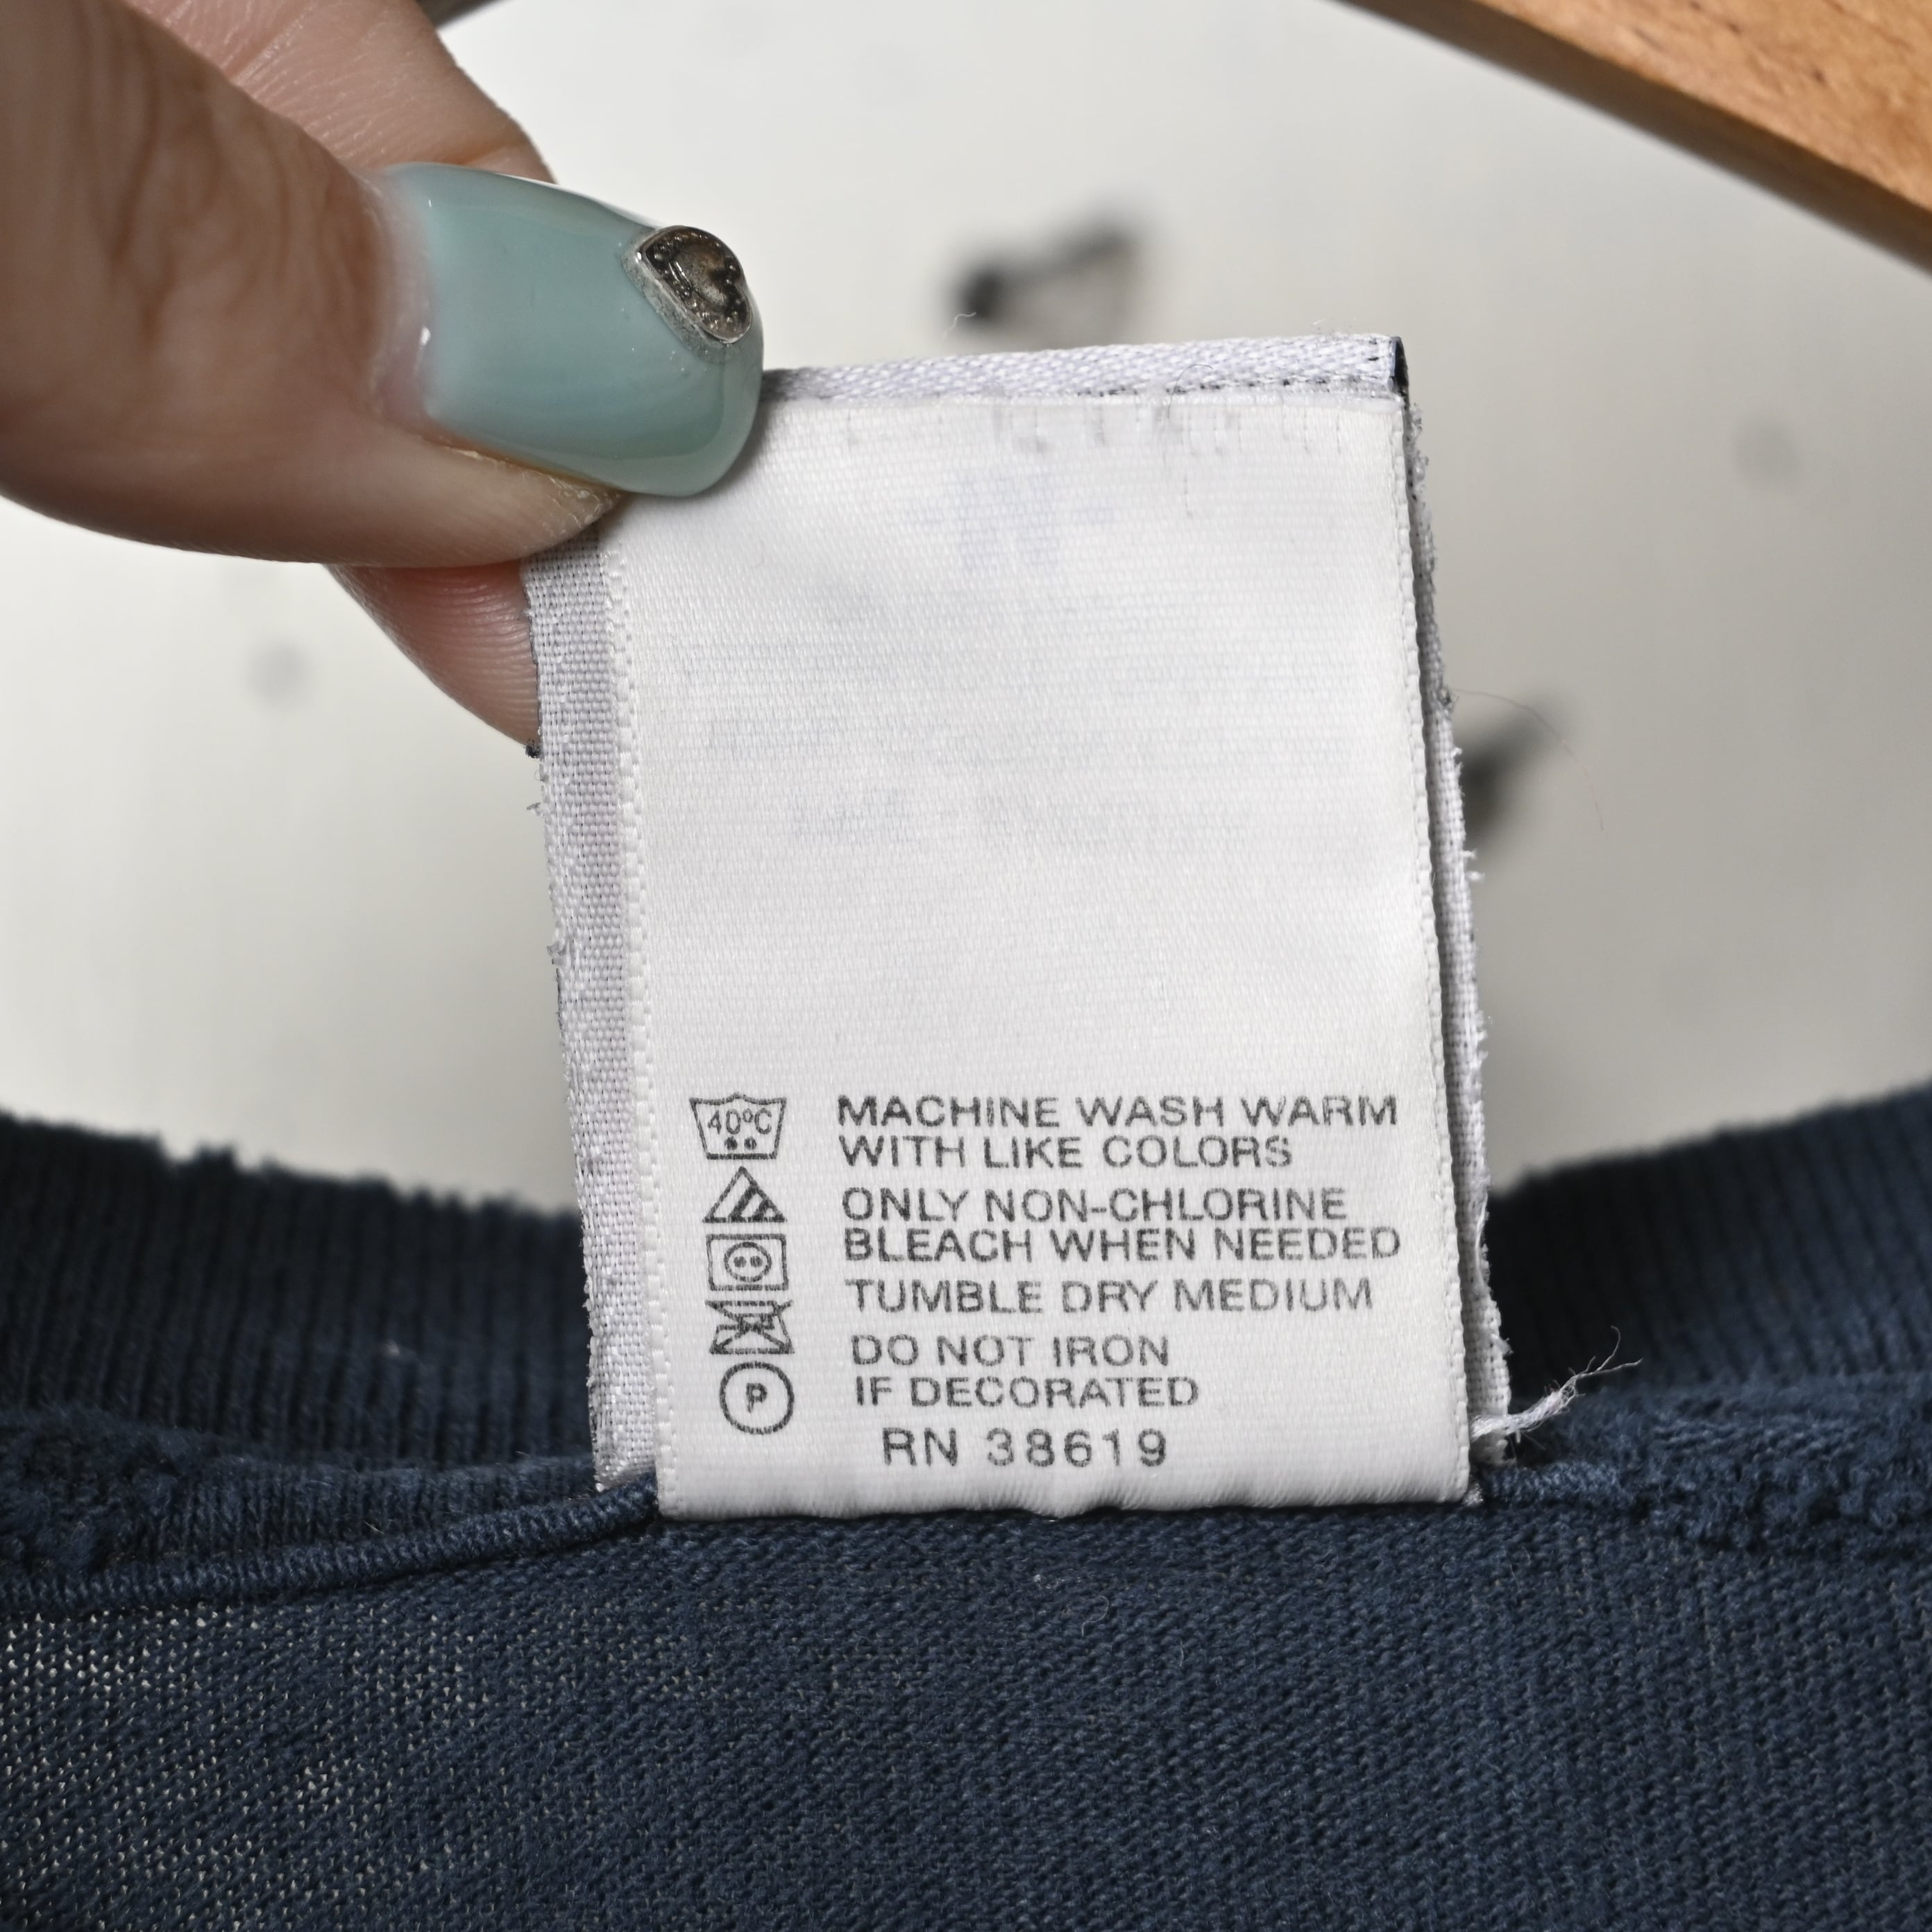 40°C
MACHINE WASH WARM
WITH LIKE COLORS
ONLY NON-CHLORINE
BLEACH WHEN NEEDED
TUMBLE DRY MEDIUM
DO NOT IRON
IF DECORATED
P
RN 38619